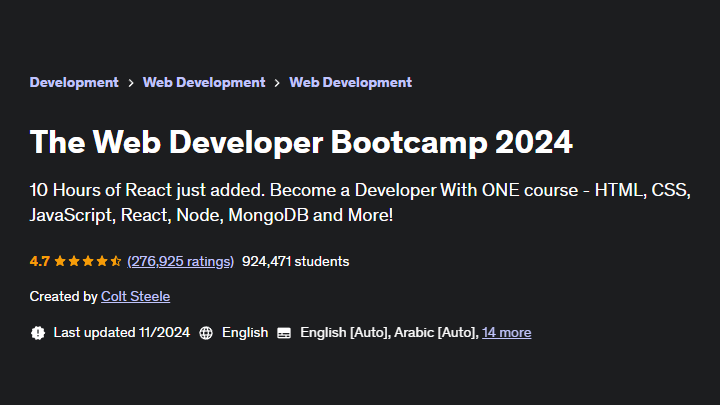 Development > Web Development > Web Development
The Web Developer Bootcamp 2024
10 Hours of React just added. Become a Developer With ONE course - HTML, CSS,
JavaScript, React, Node, MongoDB and More!
4.7 (276,925 ratings) 924,471 students
Created by Colt Steele
Last updated 11/2024 English English [Auto], Arabic [Auto], 14 more